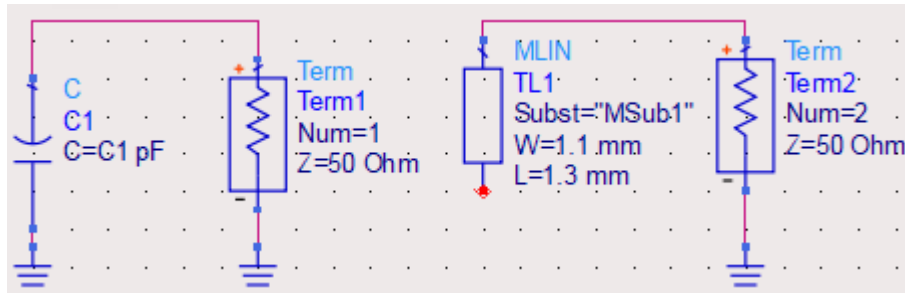 C
C1
C=C1 pF
+
Term
Term1
Num=1
Z=50 Ohm
-
MLIN
TL1
Subst="MSub1"
W=1.1 mm
L=1.3 mm
+
Term
Term2
Num=2
Z=50 Ohm
-